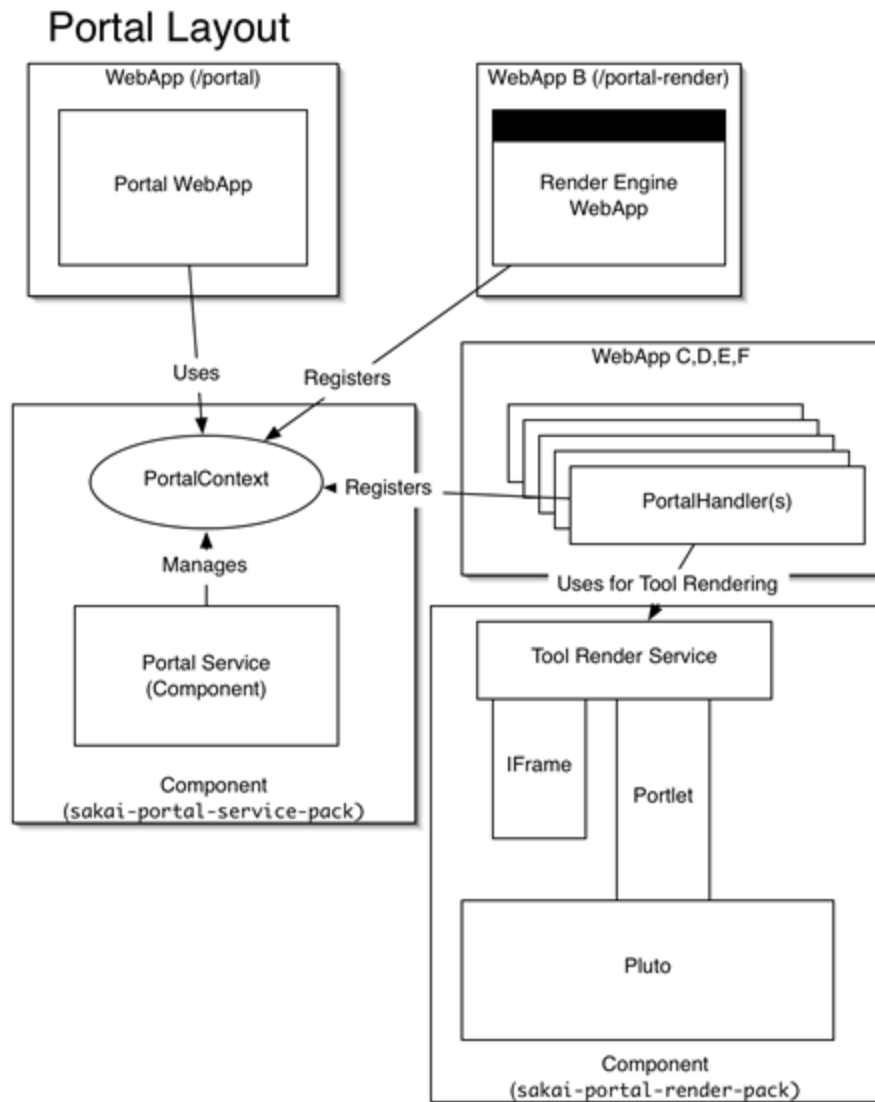 Portal Layout
WebApp (/portal)
Portal WebApp
WebApp B (/portal-render)
Render Engine
WebApp
Uses
Registers
WebApp C,D,E,F
PortalContext
Registers
PortalHandler(s)
Manages
Uses for Tool Rendering
Portal Service
(Component)
Tool Render Service
IFrame
Portlet
Component
(sakai-portal-service-pack)
Pluto
Component
(sakai-portal-render-pack)